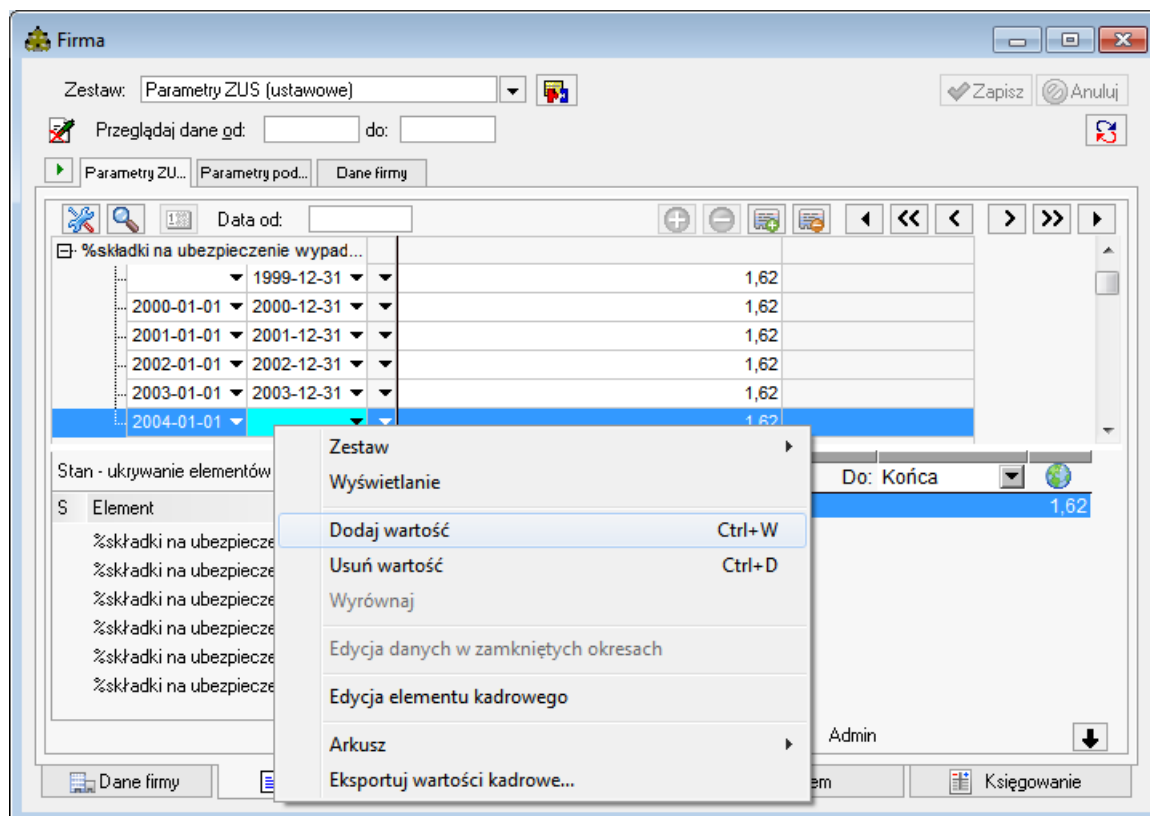 Firma
Zestaw: Parametry ZUS (ustawowe) Zapisz Anuluj
Przeglądaj dane od: do:
Parametry ZU... Parametry pod... Dane firmy
Data od:
%składki na ubezpieczenie wypad...
1999-12-31 1,62
2000-01-01 2000-12-31 1,62
2001-01-01 2001-12-31 1,62
2002-01-01 2002-12-31 1,62
2003-01-01 2003-12-31 1,62
2004-01-01 1,62
Stan - ukrywanie elementów Do: Końca
S Element 1,62
%składki na ubezpiecze
%składki na ubezpiecze
%składki na ubezpiecze
%składki na ubezpiecze
%składki na ubezpiecze
%składki na ubezpiecze
Zestaw
Wyświetlanie
Dodaj wartość Ctrl+W
Usuń wartość Ctrl+D
Wyrównaj
Edycja danych w zamkniętych okresach
Edycja elementu kadrowego
Arkusz
Eksportuj wartości kadrowe...
Admin
Dane firmy em Księgowanie